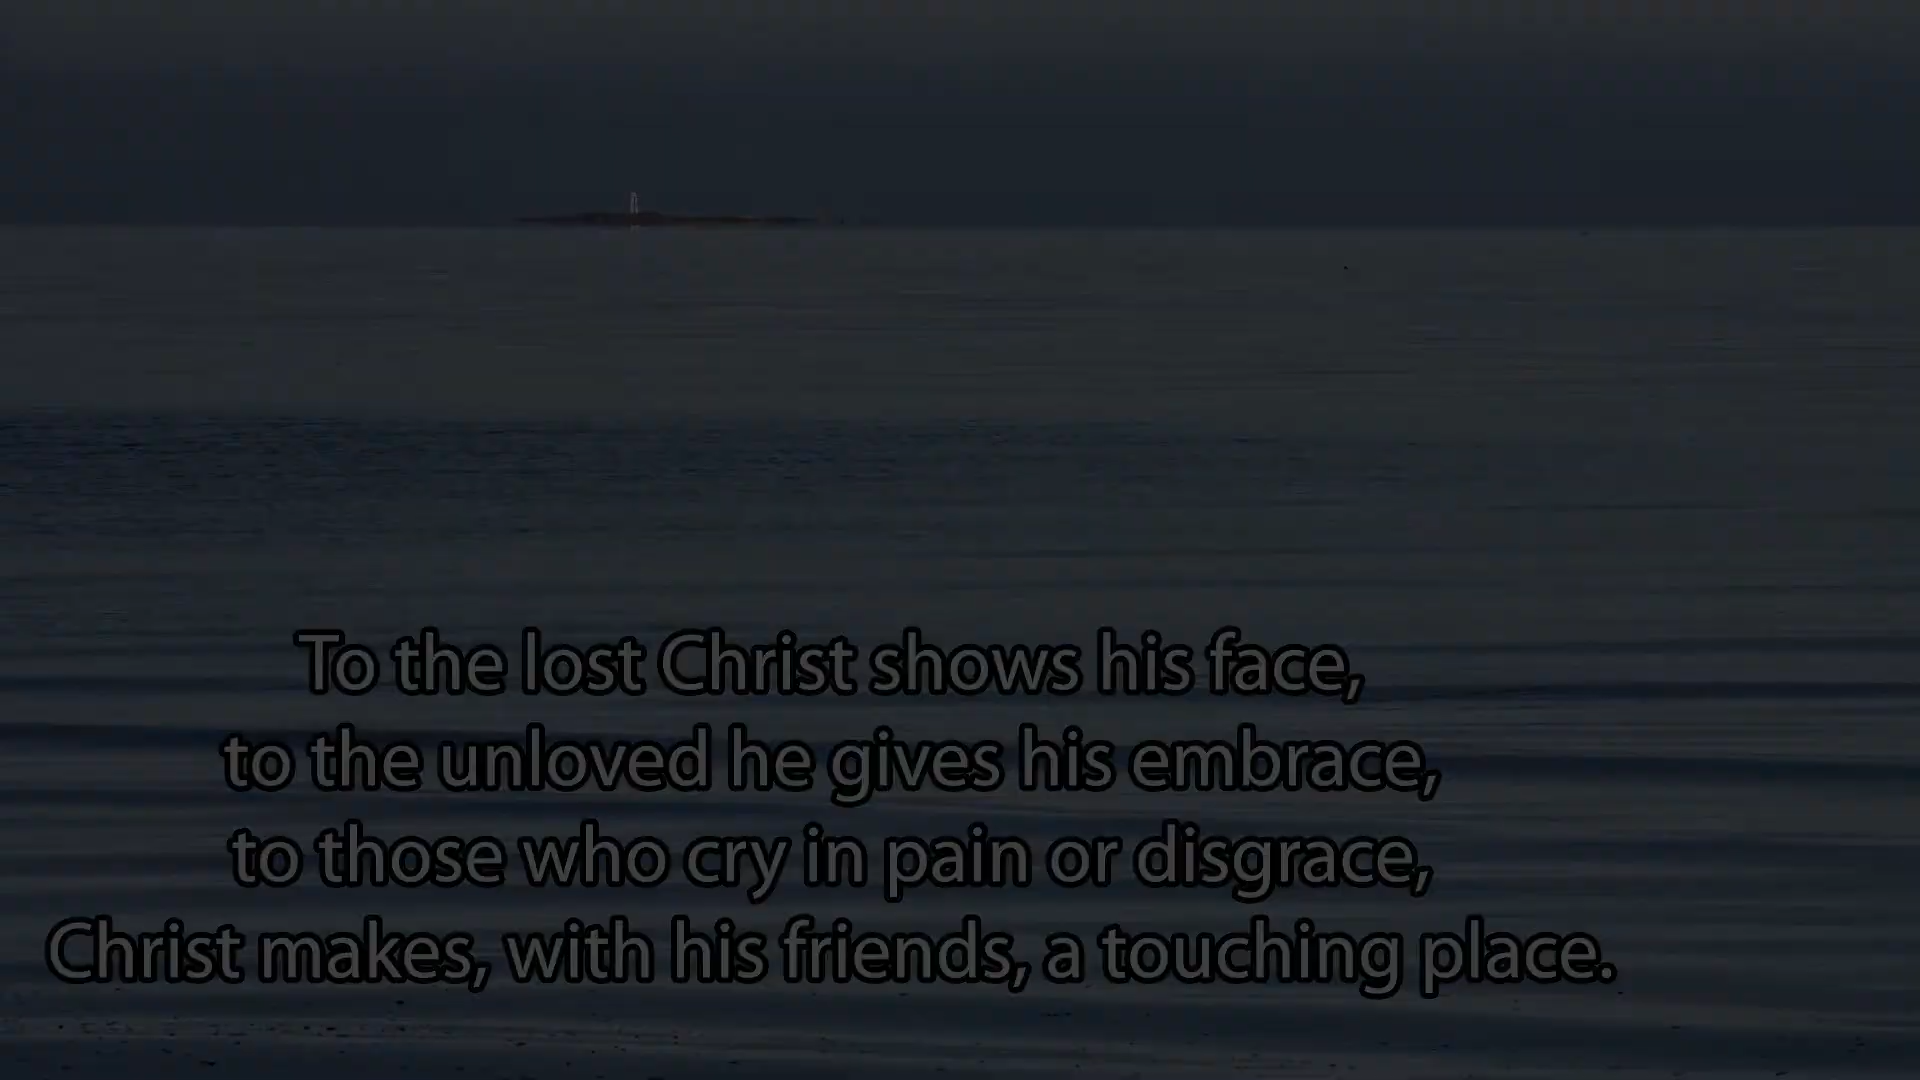 To the lost Christ shows his face,
to the unloved he gives his embrace,
to those who cry in pain or disgrace,
Christ makes, with his friends, a touching place.